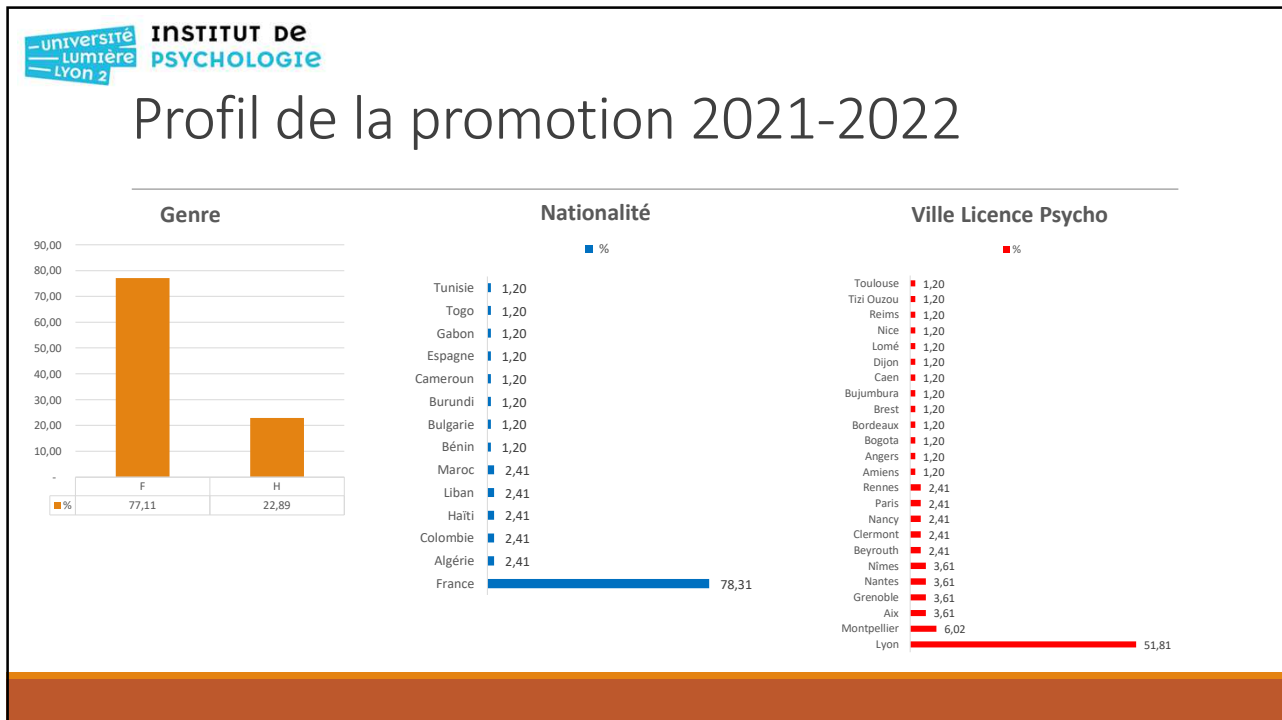 université
Lumière
Lyon 2
INSTITUT DE
PSYCHOLOGIE
Profil de la promotion 2021-2022
Genre
90,00
80,00
70,00
60,00
50,00
40,00
30,00
20,00
10,00
-
F H
% 77,11 22,89
Nationalité
%
Tunisie 1,20
Togo 1,20
Gabon 1,20
Espagne 1,20
Cameroun 1,20
Burundi 1,20
Bulgarie 1,20
Bénin 1,20
Maroc 2,41
Liban 2,41
Haïti 2,41
Colombie 2,41
Algérie 2,41
France 78,31
Ville Licence Psycho
%
Toulouse 1,20
Tizi Ouzou 1,20
Reims 1,20
Nice 1,20
Lomé 1,20
Dijon 1,20
Caen 1,20
Bujumbura 1,20
Brest 1,20
Bordeaux 1,20
Bogota 1,20
Angers 1,20
Amiens 1,20
Rennes 2,41
Paris 2,41
Nancy 2,41
Clermont 2,41
Beyrouth 2,41
Nîmes 3,61
Nantes 3,61
Grenoble 3,61
Aix 3,61
Montpellier 6,02
Lyon 51,81